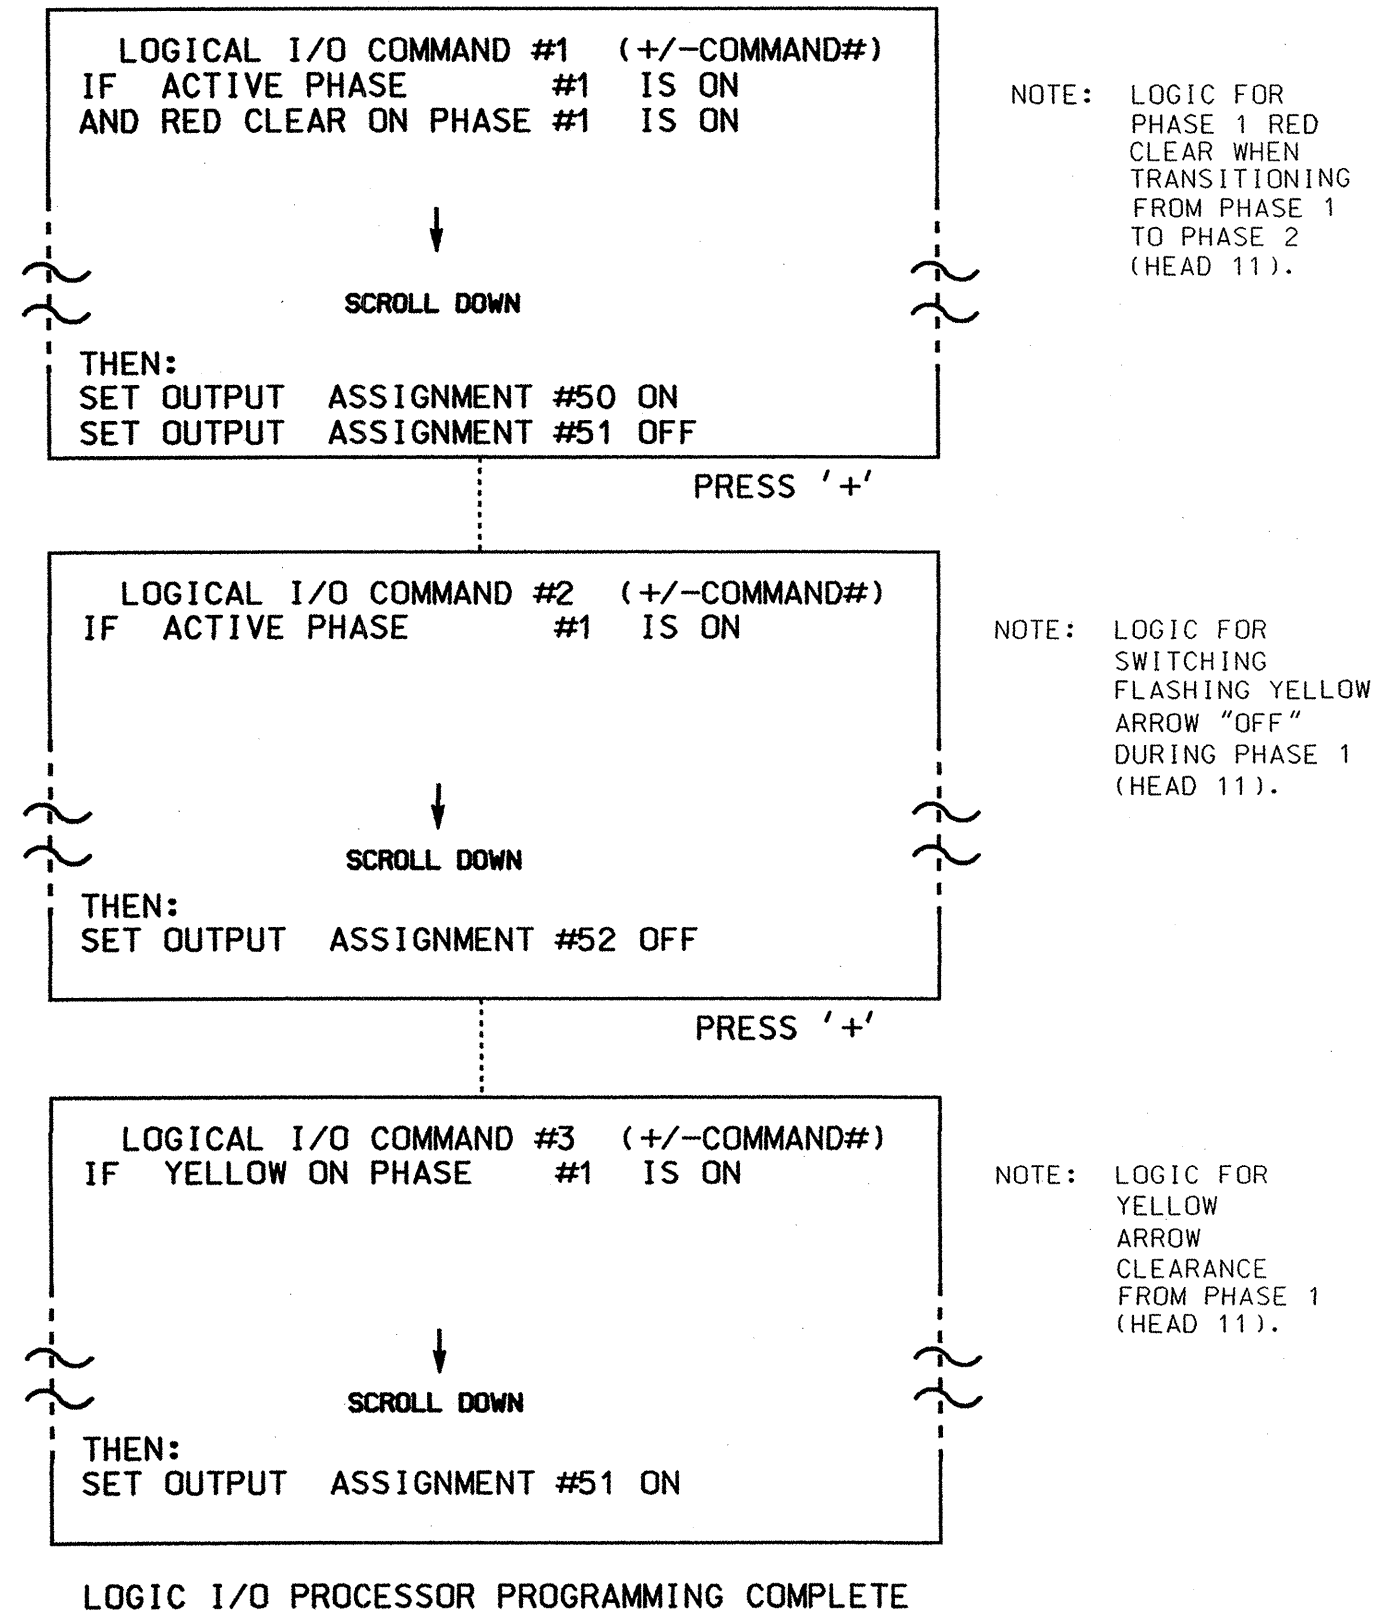 LOGICAL I/O COMMAND #1 (+/-COMMAND#)
IF ACTIVE PHASE #1 IS ON
AND RED CLEAR ON PHASE #1 IS ON
SCROLL DOWN
THEN:
SET OUTPUT ASSIGNMENT #50 ON
SET OUTPUT ASSIGNMENT #51 OFF
NOTE: LOGIC FOR
PHASE 1 RED
CLEAR WHEN
TRANSITIONING
FROM PHASE 1
TO PHASE 2
(HEAD 11).
PRESS '+'
LOGICAL I/O COMMAND #2 (+/-COMMAND#)
IF ACTIVE PHASE #1 IS ON
SCROLL DOWN
THEN:
SET OUTPUT ASSIGNMENT #52 OFF
NOTE: LOGIC FOR
SWITCHING
FLASHING YELLOW
ARROW "OFF"
DURING PHASE 1
(HEAD 11).
PRESS '+'
LOGICAL I/O COMMAND #3 (+/-COMMAND#)
IF YELLOW ON PHASE #1 IS ON
SCROLL DOWN
THEN:
SET OUTPUT ASSIGNMENT #51 ON
NOTE: LOGIC FOR
YELLOW
ARROW
CLEARANCE
FROM PHASE 1
(HEAD 11).
LOGIC I/O PROCESSOR PROGRAMMING COMPLETE